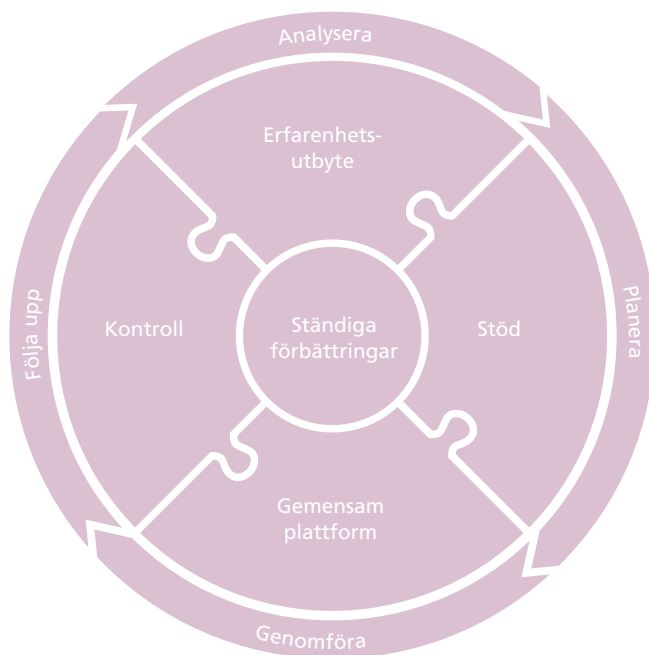 Analysera
Erfarenhets-
utbyte
Följa upp
Kontroll
Ständiga
förbättringar
Stöd
Planera
Gemensam
plattform
Genomföra